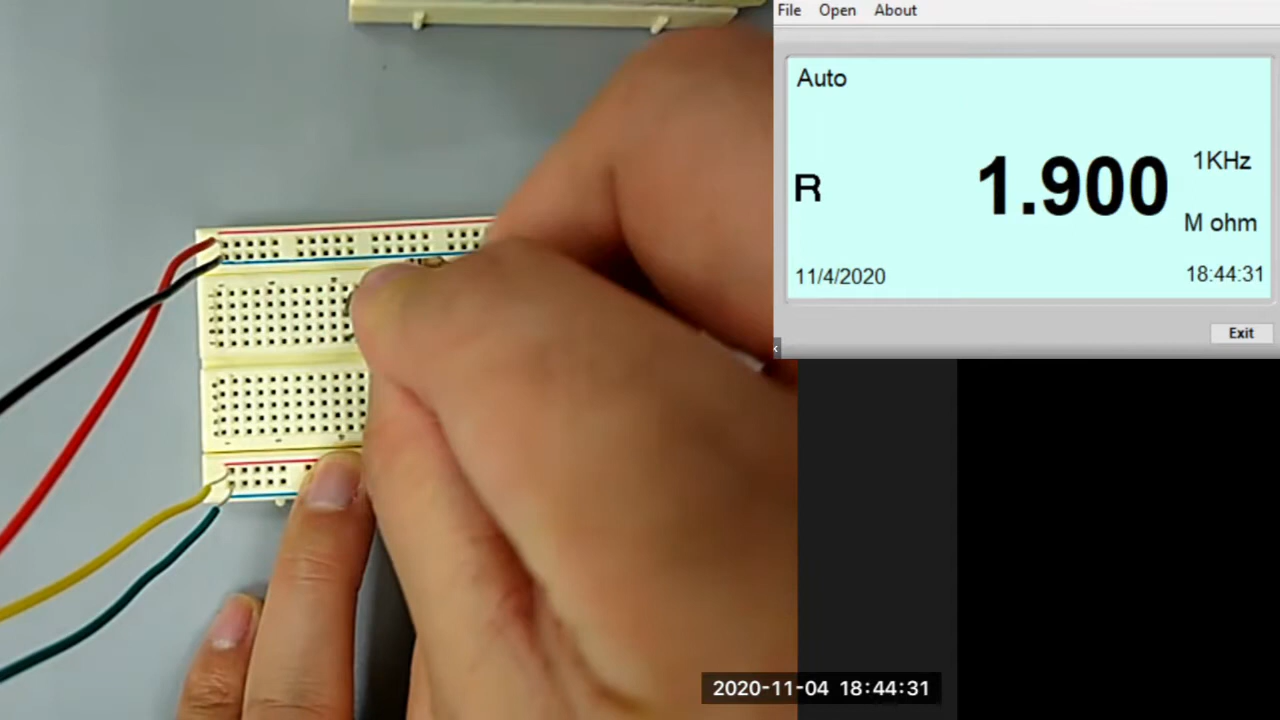 File Open About
Auto
R 1.900 1KHz
M ohm
11/4/2020 18:44:31
Exit
2020-11-04 18:44:31